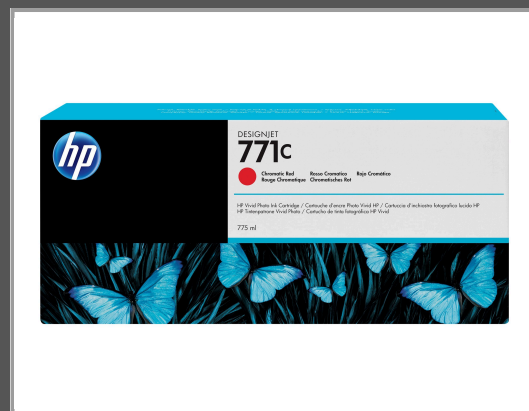 hp
DESIGNJET
771C
Chromatic Red Rosso Cromatico Rojo Cromático
Rouge Chromatique Chromatisches Rot
HP Vivid Photo Ink Cartridge / Cartouche d'encre Photo Vivid HP / Cartuccia d'inchiostro fotografico lucido HP
HP Tintenpatrone Vivid Photo / Cartucho de tinta fotográfico HP Vivid
775 ml